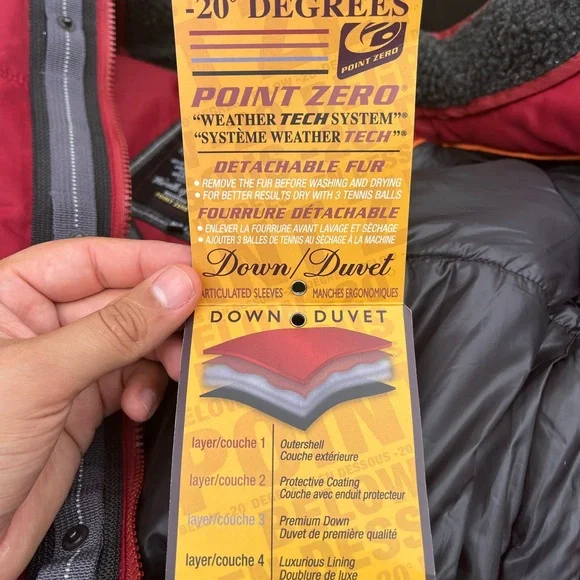 -20° DEGREES
POINT ZERO
POINT ZERO®
“WEATHER TECH SYSTEM”®
“SYSTÈME WEATHER TECH”®
DETACHABLE FUR
• REMOVE THE FUR BEFORE WASHING AND DRYING
• FOR BETTER RESULTS DRY WITH 3 TENNIS BALLS
FOURRURE DÉTACHABLE
• ENLEVER LA FOURRURE AVANT LAVAGE ET SÉCHAGE
• AJOUTER 3 BALLES DE TENNIS AU SÉCHAGE À LA MACHINE
Down/Duvet
ARTICULATED SLEEVES MANCHES ERGONOMIQUES
DOWN DUVET
layer/couche 1 Outershell
Couche extérieure
layer/couche 2 Protective Coating
Couche avec enduit protecteur
layer/couche 3 Premium Down
Duvet de première qualité
layer/couche 4 Luxurious Lining
Doublure de luxe